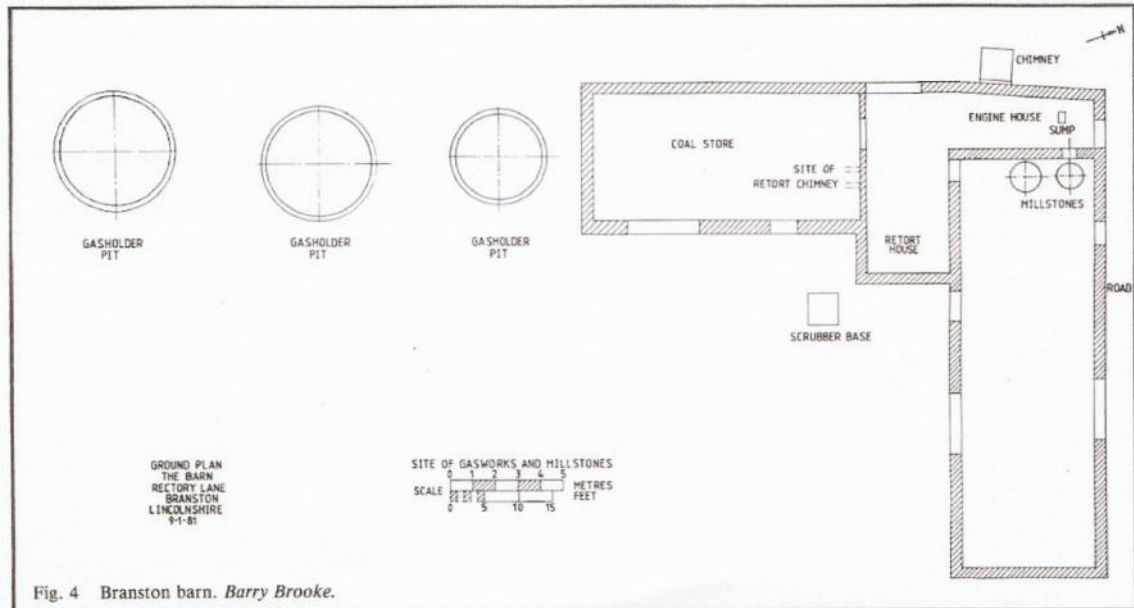 N
CHIMNEY
ENGINE HOUSE
SUMP
COAL STORE
SITE OF
RETORT CHIMNEY
MILLSTONES
GASHOLDER
PIT
GASHOLDER
PIT
GASHOLDER
PIT
RETORT
HOUSE
ROAD
SCRUBBER BASE
GROUND PLAN
THE BARN
RECTORY LANE
BRANSTON
LINCOLNSHIRE
9-1-81
SITE OF GASWORKS AND MILLSTONES
0 1 2 3 4 5
SCALE METRES
FEET
0 5 10 15
Fig. 4 Branston barn. Barry Brooke.